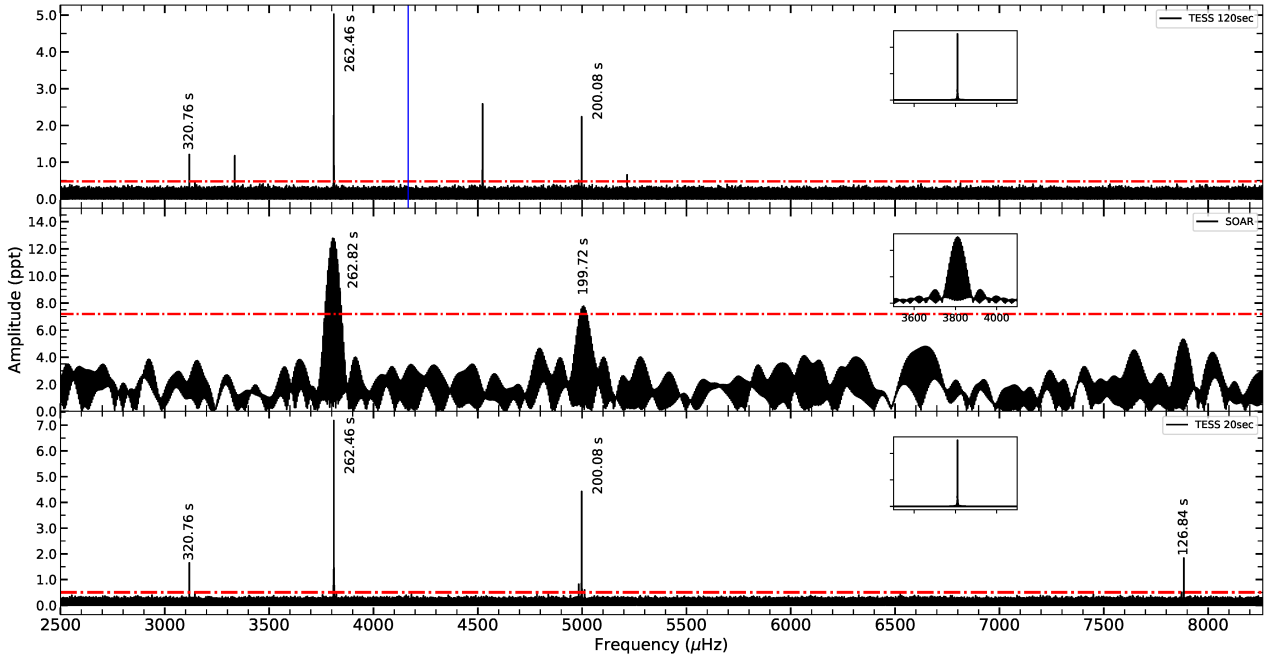 5.0
4.0
3.0
2.0
1.0
0.0
320.76 s
262.46 s
200.08 s
TESS 120sec
14.0
12.0
10.0
8.0
6.0
4.0
2.0
0.0
262.82 s
199.72 s
SOAR
3600 3800 4000
Amplitude (ppt)
7.0
6.0
5.0
4.0
3.0
2.0
1.0
0.0
320.76 s
262.46 s
200.08 s
126.84 s
TESS 20sec
2500 3000 3500 4000 4500 5000 5500 6000 6500 7000 7500 8000
Frequency (μHz)